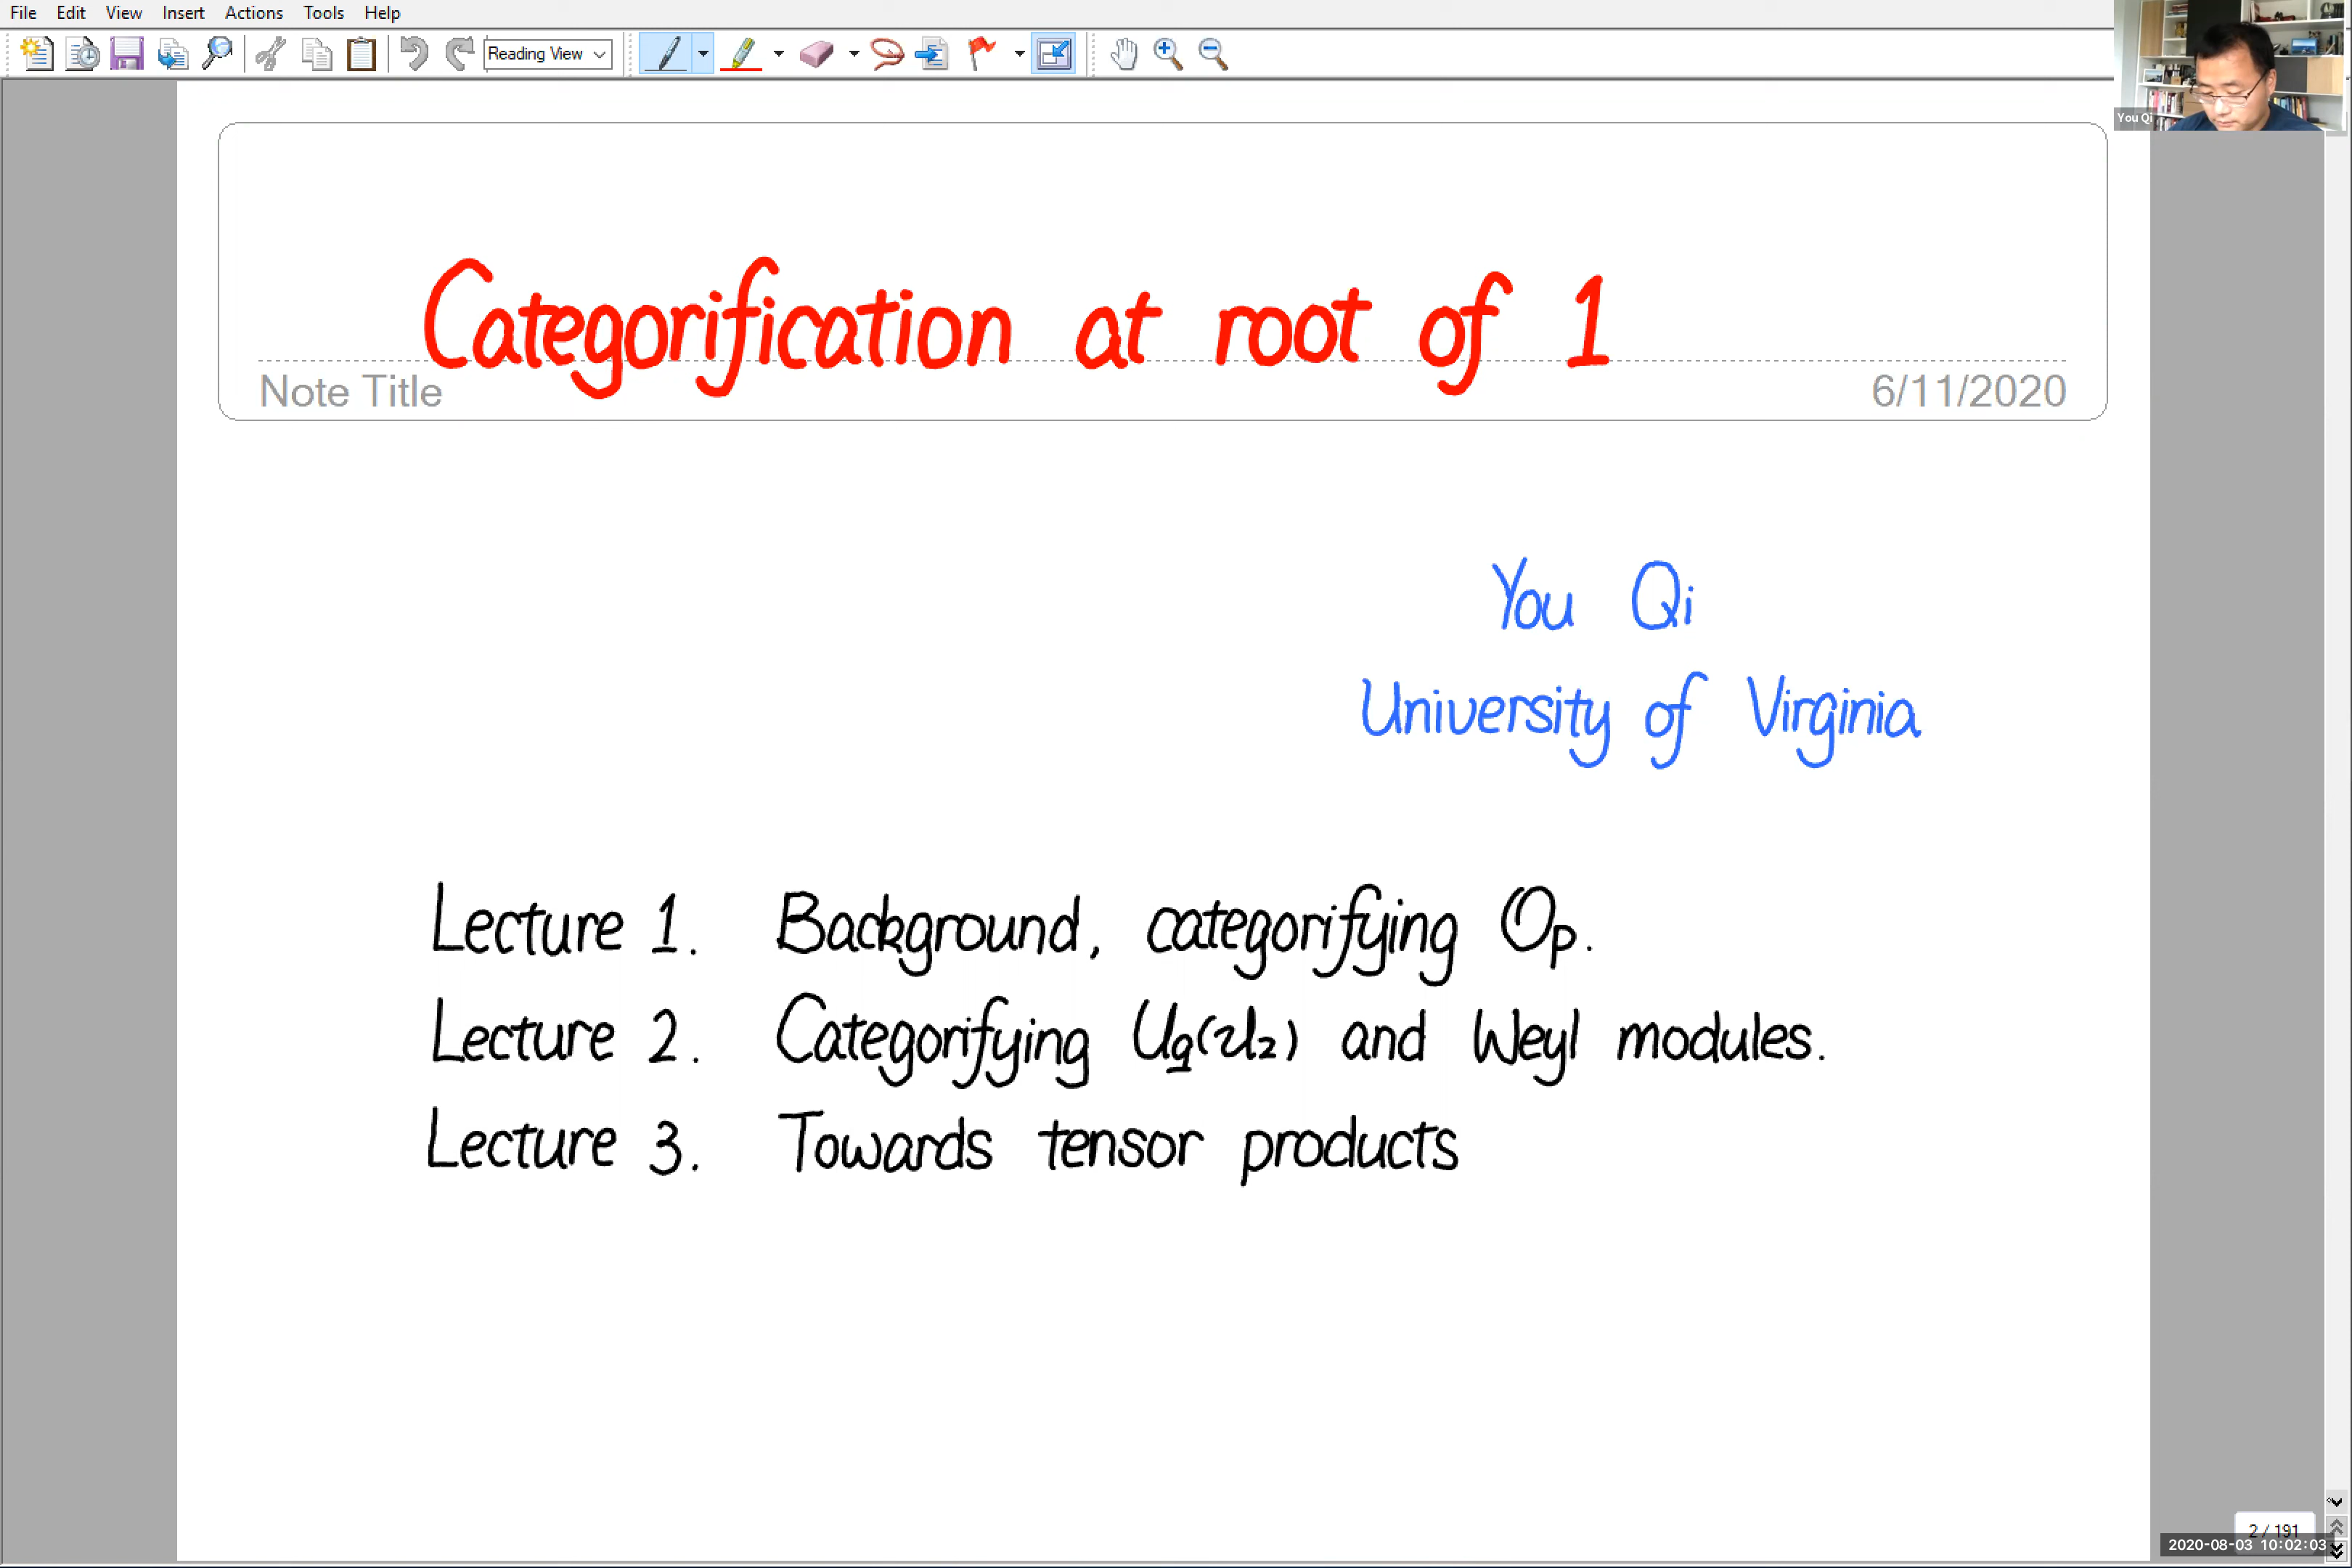 File Edit View Insert Actions Tools Help
Reading View
You Qi
Categorification at root of 1
Note Title 6/11/2020
You Qi
University of Virginia
Lecture 1. Background, categorifying Op.
Lecture 2. Categorifying Uq(sl2) and Weyl modules.
Lecture 3. Towards tensor products
2 / 191
2020-08-03 10:02:03